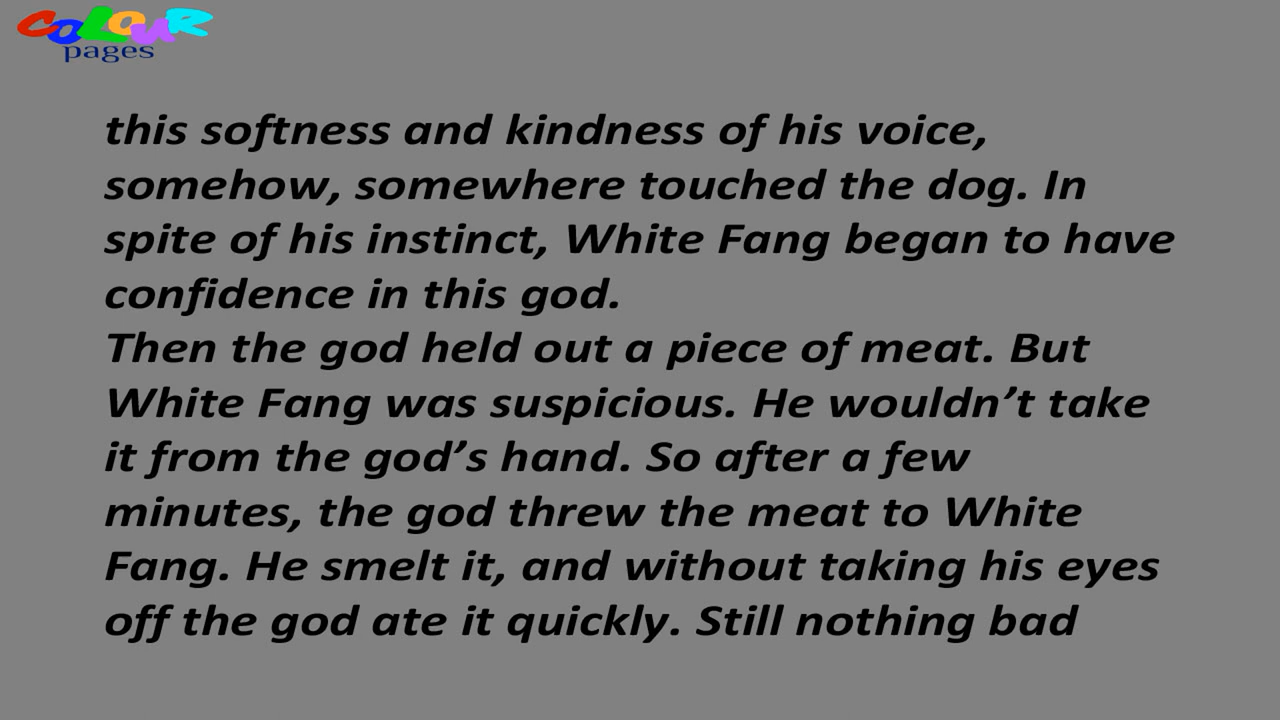 COLOUR
pages
this softness and kindness of his voice,
somehow, somewhere touched the dog. In
spite of his instinct, White Fang began to have
confidence in this god.
Then the god held out a piece of meat. But
White Fang was suspicious. He wouldn’t take
it from the god’s hand. So after a few
minutes, the god threw the meat to White
Fang. He smelt it, and without taking his eyes
off the god ate it quickly. Still nothing bad